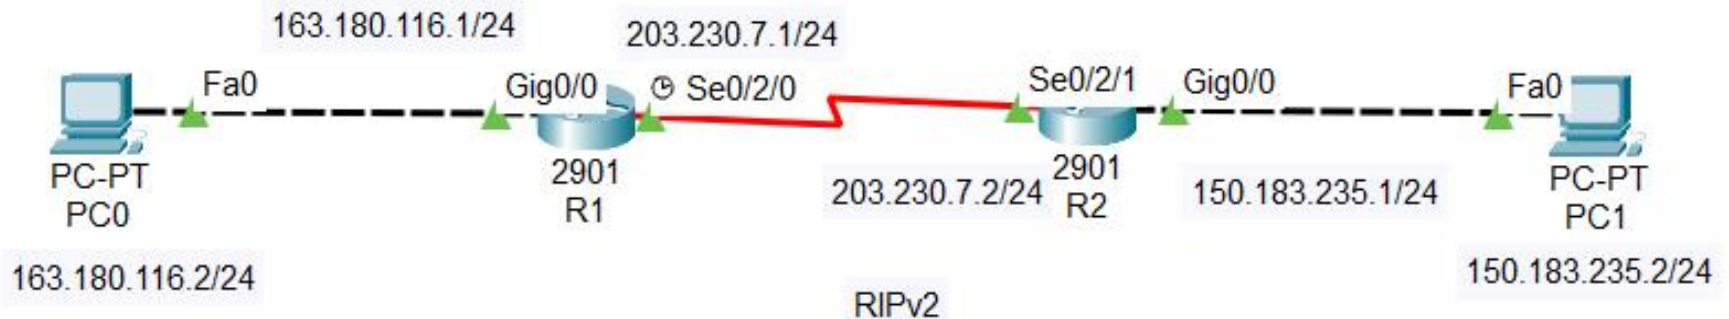 163.180.116.1/24
203.230.7.1/24
Fa0
Gig0/0
Se0/2/0
Se0/2/1
Gig0/0
Fa0
PC-PT
PC0
2901
R1
203.230.7.2/24
2901
R2
150.183.235.1/24
PC-PT
PC1
163.180.116.2/24
150.183.235.2/24
RIPv2